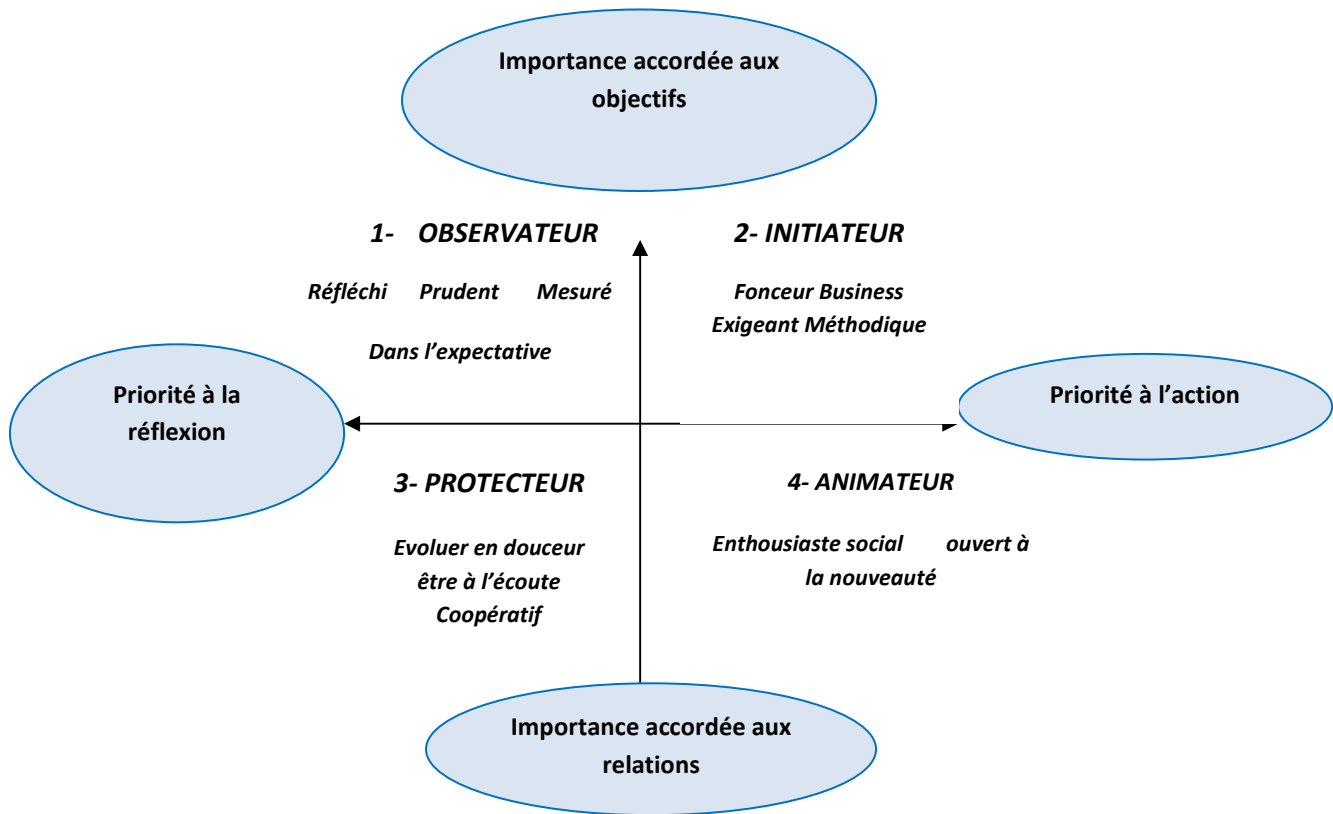 Importance accordée aux
objectifs
1- OBSERVATEUR
Réfléchi Prudent Mesuré
Dans l’expectative
2- INITIATEUR
Fonceur Business
Exigeant Méthodique
Priorité à la
réflexion
Priorité à l’action
3- PROTECTEUR
Evoluer en douceur
être à l’écoute
Coopératif
4- ANIMATEUR
Enthousiaste social ouvert à
la nouveauté
Importance accordée aux
relations